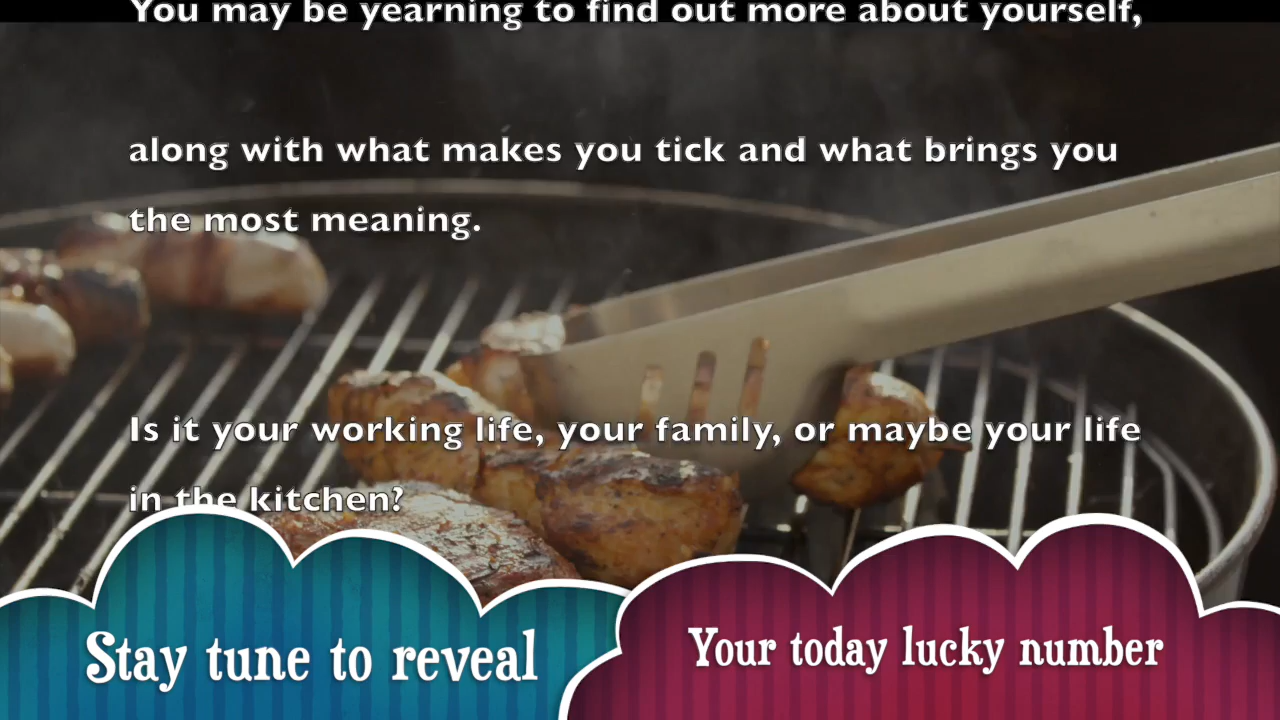 You may be yearning to find out more about yourself,
along with what makes you tick and what brings you
the most meaning.
Is it your working life, your family, or maybe your life
in the kitchen?
Stay tune to reveal
Your today lucky number